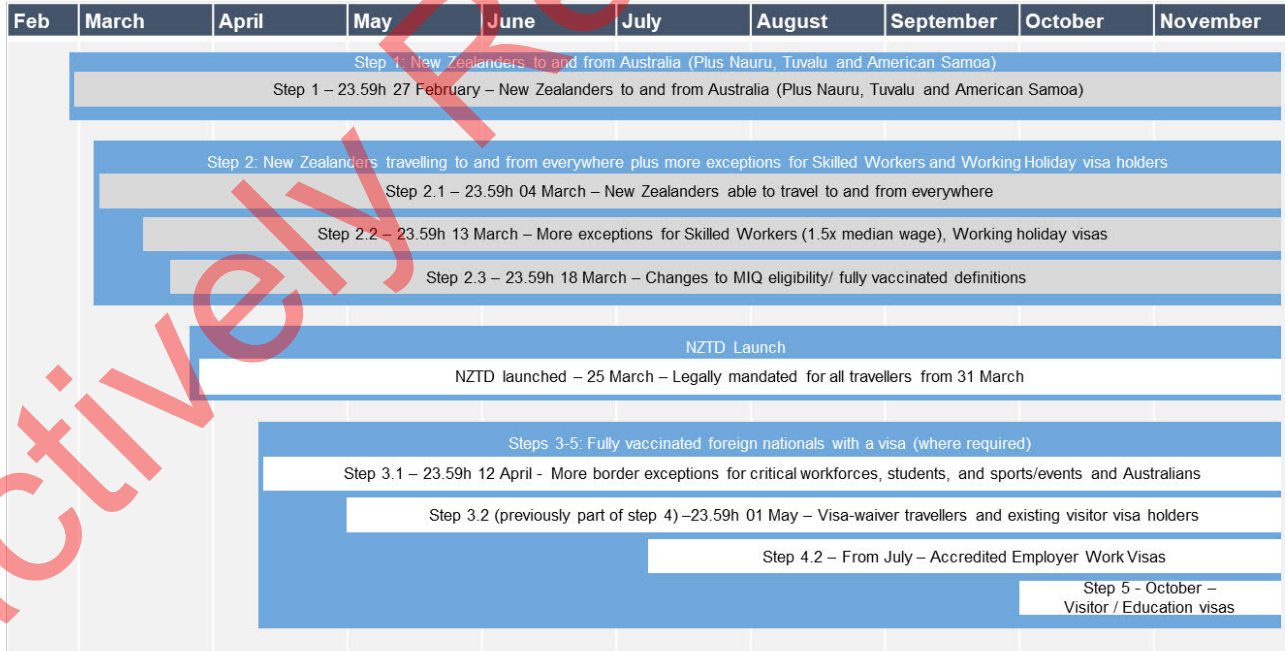 Feb March April May June July August September October November
Step 1: New Zealanders to and from Australia (Plus Nauru, Tuvalu and American Samoa)
Step 1 – 23.59h 27 February – New Zealanders to and from Australia (Plus Nauru, Tuvalu and American Samoa)
Step 2: New Zealanders travelling to and from everywhere plus more exceptions for Skilled Workers and Working Holiday visa holders
Step 2.1 – 23.59h 04 March – New Zealanders able to travel to and from everywhere
Step 2.2 – 23.59h 13 March – More exceptions for Skilled Workers (1.5x median wage), Working holiday visas
Step 2.3 – 23.59h 18 March – Changes to MIQ eligibility/ fully vaccinated definitions
NZTD Launch
NZTD launched – 25 March – Legally mandated for all travellers from 31 March
Steps 3-5: Fully vaccinated foreign nationals with a visa (where required)
Step 3.1 – 23.59h 12 April - More border exceptions for critical workforces, students, and sports/events and Australians
Step 3.2 (previously part of step 4) –23.59h 01 May – Visa-waiver travellers and existing visitor visa holders
Step 4.2 – From July – Accredited Employer Work Visas
Step 5 - October –
Visitor / Education visas